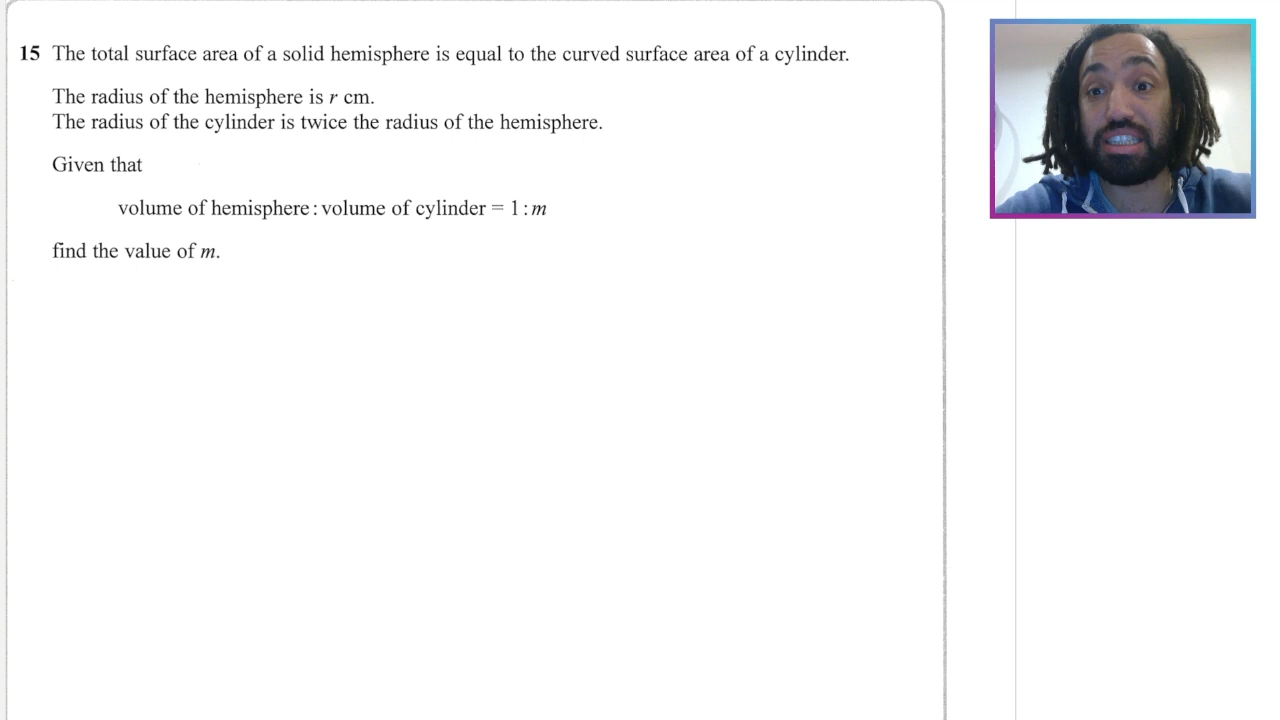 15 The total surface area of a solid hemisphere is equal to the curved surface area of a cylinder.
The radius of the hemisphere is r cm.
The radius of the cylinder is twice the radius of the hemisphere.
Given that
volume of hemisphere : volume of cylinder = 1 : m
find the value of m.